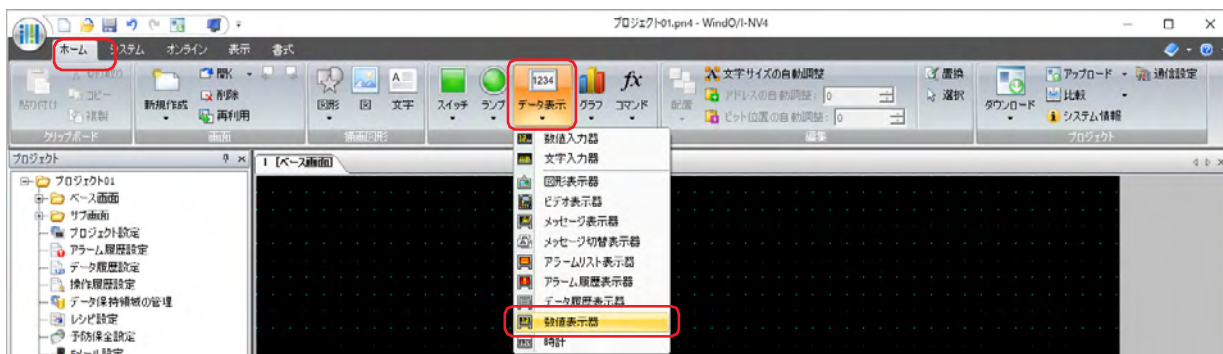 プロジェクト01.pn4 - WindO/I-NV4
ホーム システム オンライン 表示 書式
貼り付け コピー 複製 クリップボード
新規作成 開く 削除 再利用 画面
図形 図 文字 描画図形
スイッチ ランプ 1234 データ表示 グラフ fx コマンド
配置 文字サイズの自動調整 アドレスの自動調整: 0 ビット位置の自動調整: 0 置換 選択 編集
ダウンロード アップロード 比較 システム情報 通信設定 プロジェクト
プロジェクト
1 [ベース画面]
プロジェクト01
ベース画面
サブ画面
プロジェクト設定
アラーム履歴設定
データ履歴設定
操作履歴設定
データ保持領域の管理
レシピ設定
予防保全設定
Eメール設定
数値入力器
文字入力器
図形表示器
ビデオ表示器
メッセージ表示器
メッセージ切替表示器
アラームリスト表示器
アラーム履歴表示器
データ履歴表示器
数値表示器
時計